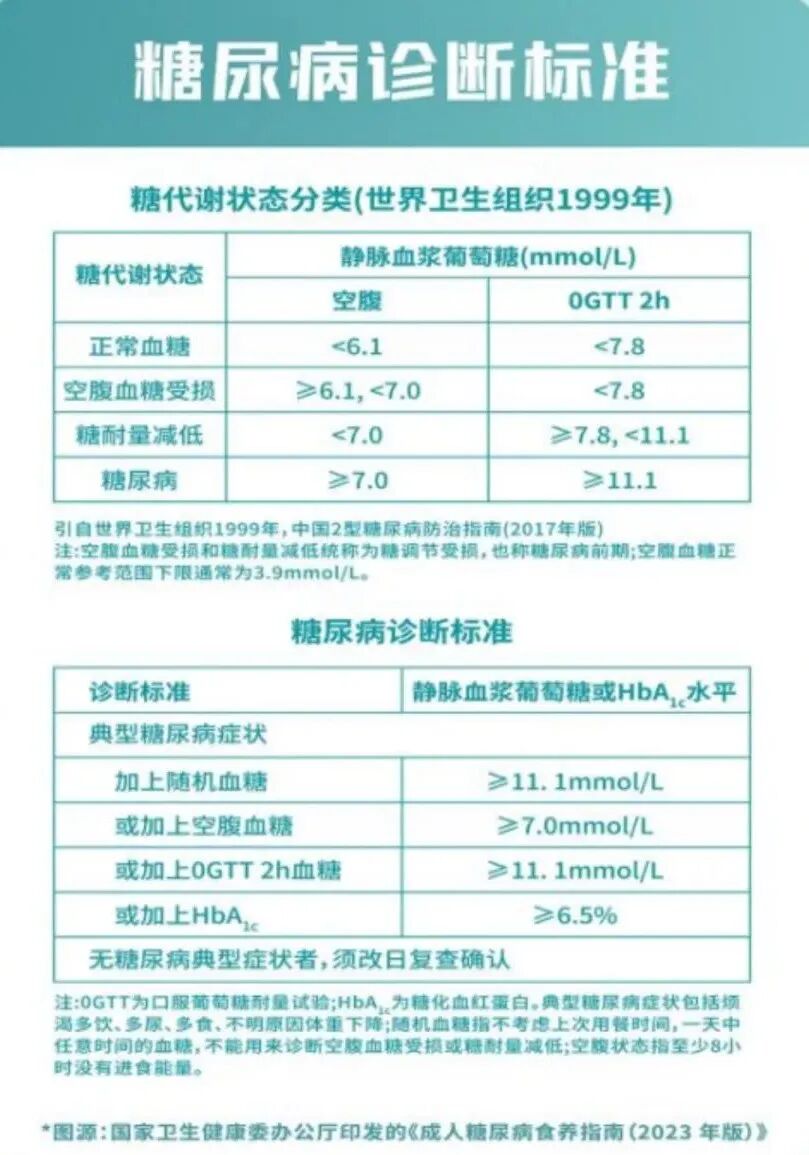 糖尿病诊断标准
糖代谢状态分类(世界卫生组织1999年)
糖代谢状态
静脉血浆葡萄糖(mmol/L)
空腹
0GTT 2h
正常血糖
<6.1
<7.8
空腹血糖受损
≥6.1,<7.0
<7.8
糖耐量减低
<7.0
≥7.8,<11.1
糖尿病
≥7.0
≥11.1
引自世界卫生组织1999年,中国2型糖尿病防治指南(2017年版)
注:空腹血糖受损和糖耐量减低统称为糖调节受损,也称糖尿病前期;空腹血糖正
常参考范围下限通常为3.9mmol/L。
糖尿病诊断标准
诊断标准
静脉血浆葡萄糖或HbA1c水平
典型糖尿病症状
加上随机血糖
≥11. 1mmol/L
或加上空腹血糖
≥7.0mmol/L
或加上0GTT 2h血糖
≥11. 1mmol/L
或加上HbA1c
≥6.5%
无糖尿病典型症状者,须改日复查确认
注:0GTT为口服葡萄糖耐量试验;HbA1c为糖化血红蛋白。典型糖尿病症状包括烦
渴多饮、多尿、多食、不明原因体重下降;随机血糖指不考虑上次用餐时间,一天中
任意时间的血糖,不能用来诊断空腹血糖受损或糖耐量减低;空腹状态指至少8小
时没有进食能量。
*图源:国家卫生健康委办公厅印发的《成人糖尿病食养指南(2023 年版)》